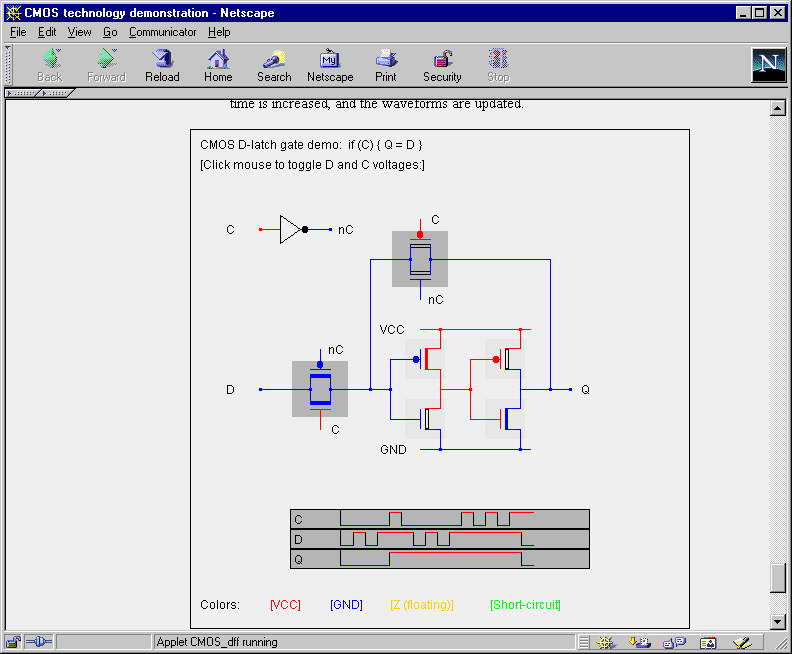 CMOS technology demonstration - Netscape
File Edit View Go Communicator Help
Back Forward Reload Home Search Netscape Print Security Stop
My
N
time is increased, and the waveforms are updated.
CMOS D-latch gate demo: if (C) { Q = D }
[Click mouse to toggle D and C voltages:]
C
C nC
nC
VCC
nC
D Q
C
GND
C
D
Q
Colors: [VCC] [GND] [Z (floating)] [Short-circuit]
Applet CMOS_dff running